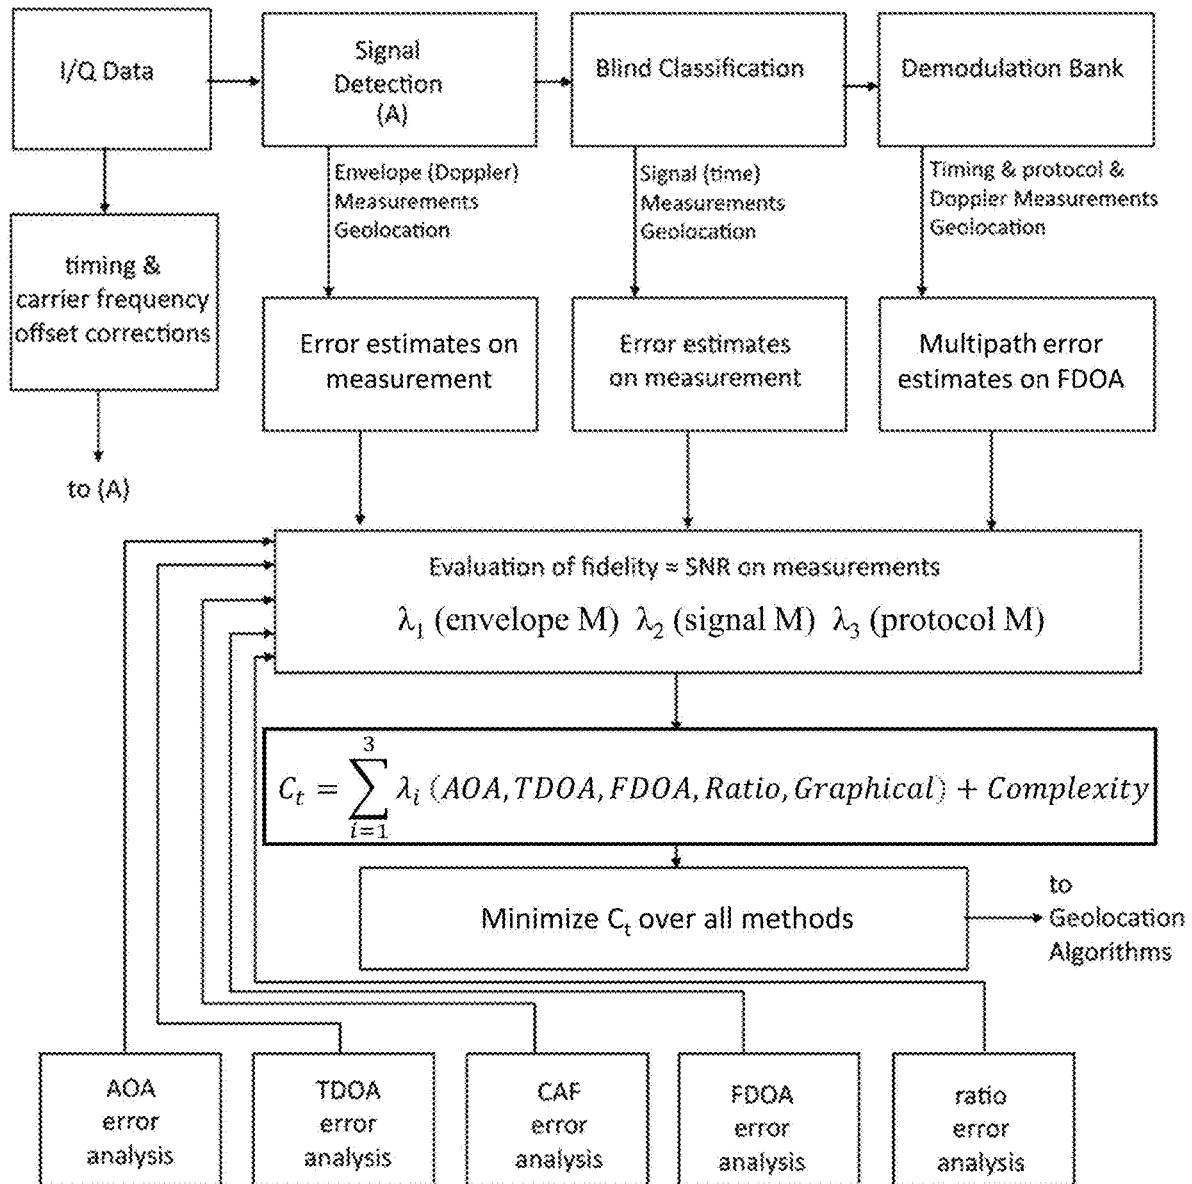 I/Q Data
Signal
Detection
(A)
Blind Classification
Demodulation Bank
Envelope (Doppler)
Measurements
Geolocation
Signal (time)
Measurements
Geolocation
Timing & protocol &
Doppler Measurements
Geolocation
timing &
carrier frequency
offset corrections
to (A)
Error estimates on
measurement
Error estimates
on measurement
Multipath error
estimates on FDOA
Evaluation of fidelity = SNR on measurements
λ₁ (envelope M) λ₂ (signal M) λ₃ (protocol M)
C_t = ∑_{i=1}^{3} λ_i (AOA, TDOA, FDOA, Ratio, Graphical) + Complexity
Minimize C_t over all methods
to
Geolocation
Algorithms
AOA
error
analysis
TDOA
error
analysis
CAF
error
analysis
FDOA
error
analysis
ratio
error
analysis